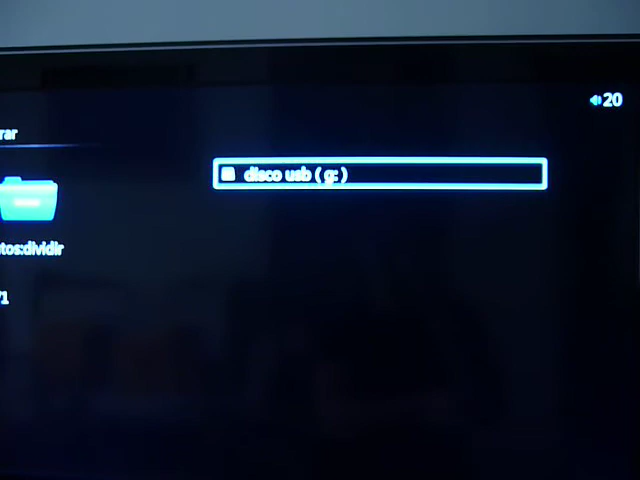 20
rar
disco usb ( g: )
tos:dividir
/1